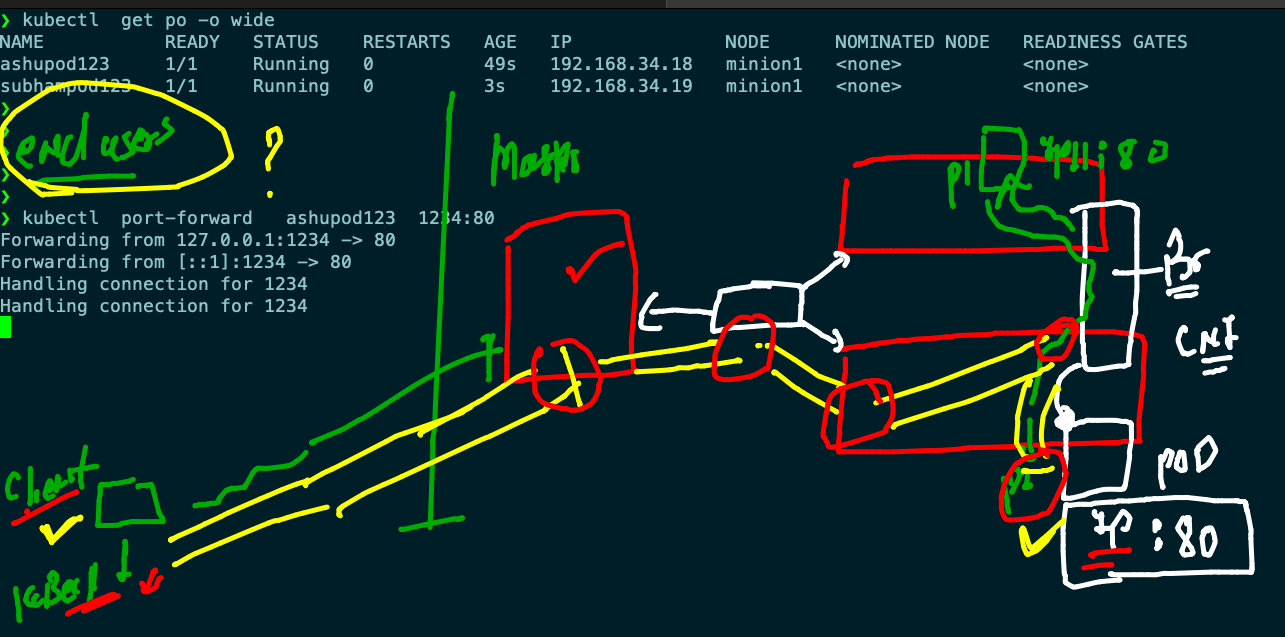 ❯ kubectl  get po -o wide
NAME READY STATUS RESTARTS AGE IP NODE NOMINATED NODE READINESS GATES
ashupod123 1/1 Running 0 49s 192.168.34.18 minion1 <none> <none>
subhampod123 1/1 Running 0 3s 192.168.34.19 minion1 <none> <none>
❯
❯
end users ?
❯
❯
❯
Master
P1
:80
❯ kubectl  port-forward   ashupod123  1234:80
Forwarding from 127.0.0.1:1234 -> 80
Forwarding from [::1]:1234 -> 80
Handling connection for 1234
Handling connection for 1234
Br
CNI
Client
POD
IP :80